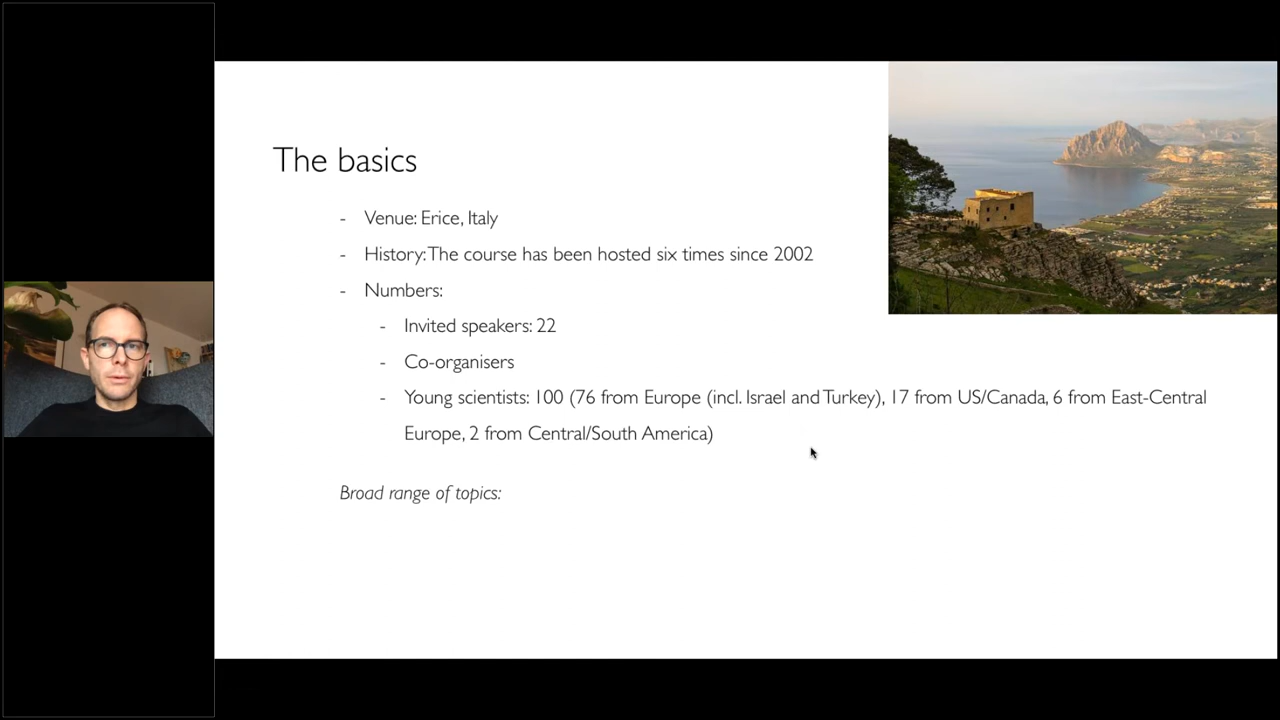 The basics
- Venue: Erice, Italy
- History: The course has been hosted six times since 2002
- Numbers:
- Invited speakers: 22
- Co-organisers
- Young scientists: 100 (76 from Europe (incl. Israel and Turkey), 17 from US/Canada, 6 from East-Central
Europe, 2 from Central/South America)
Broad range of topics: